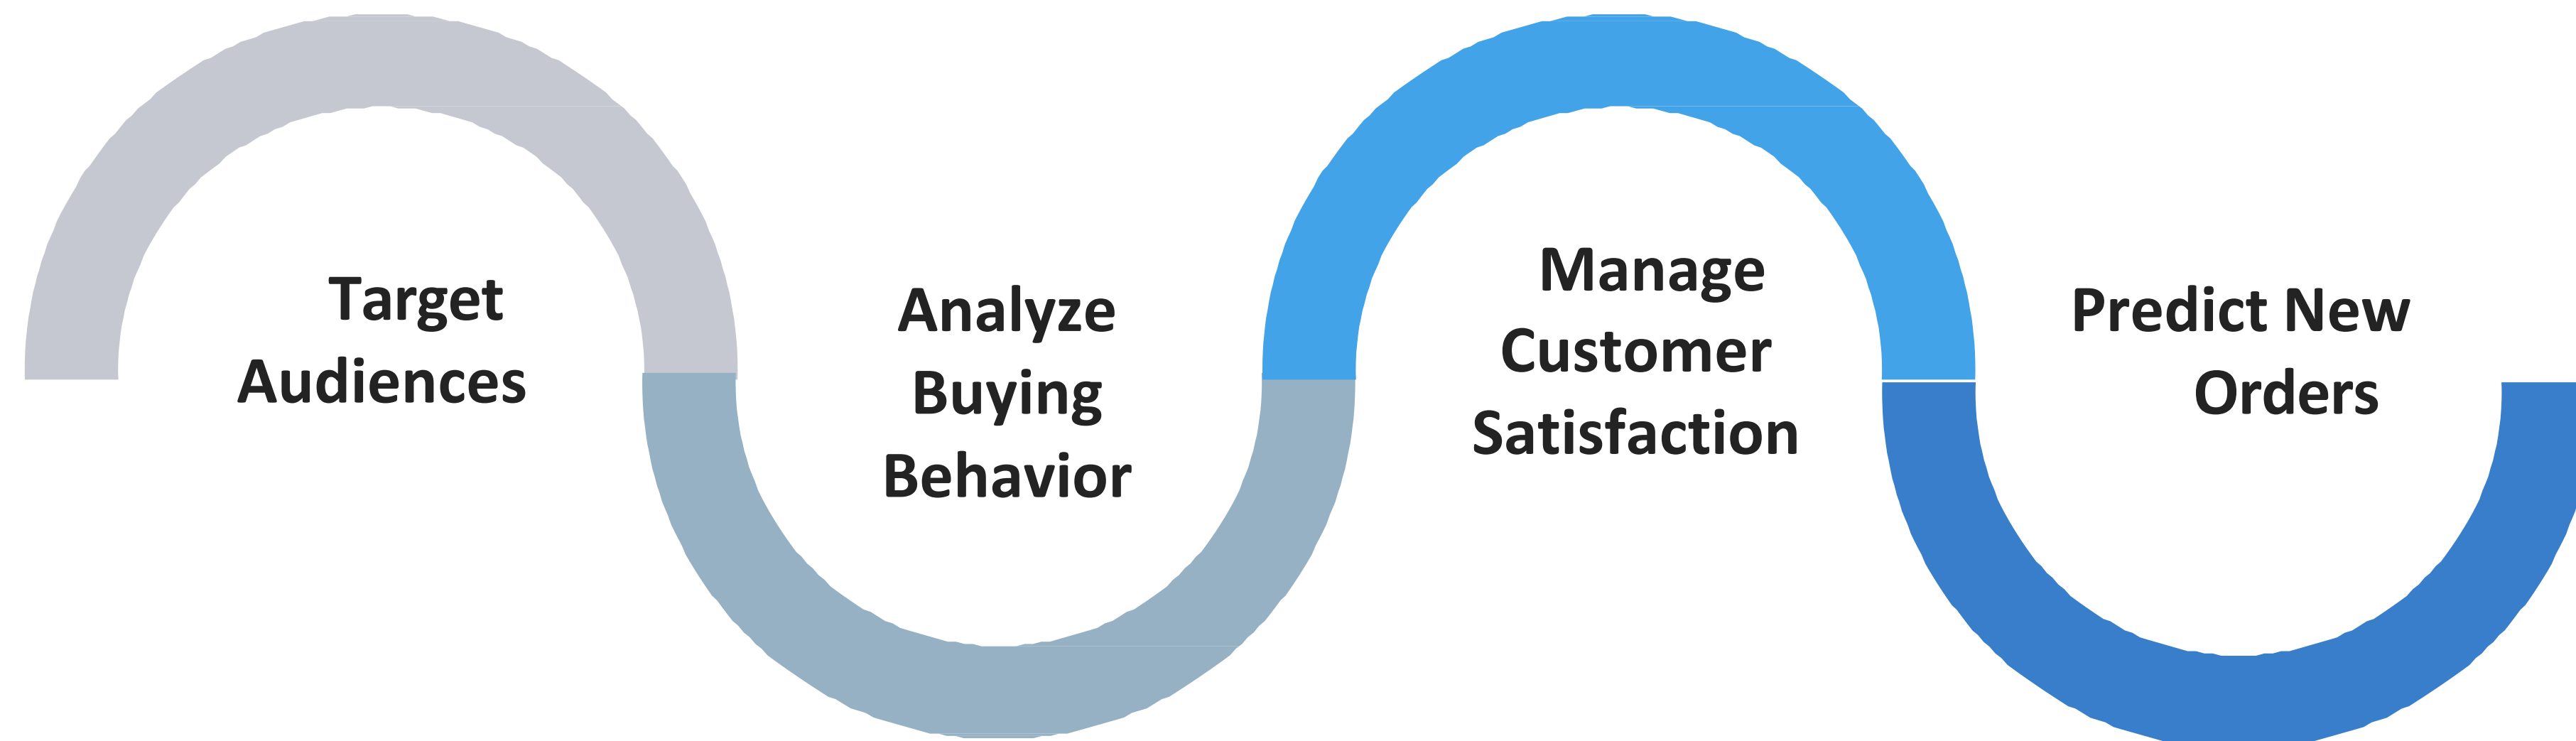 Target
Audiences
Analyze
Buying
Behavior
Manage
Customer
Satisfaction
Predict New
Orders